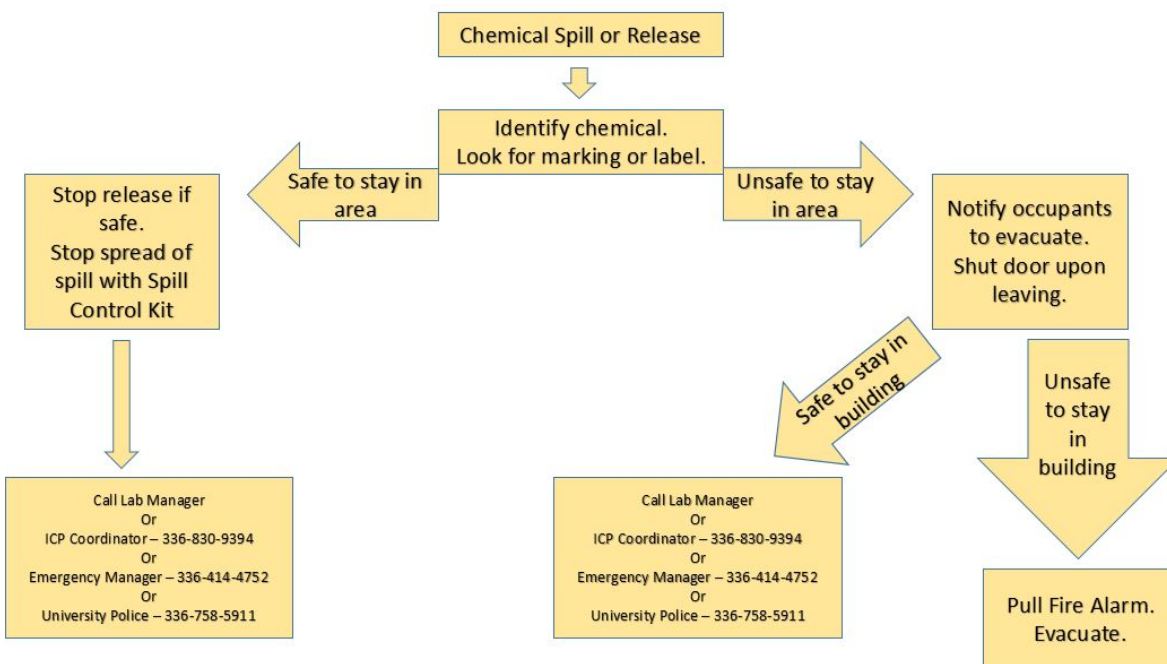 Chemical Spill or Release
Identify chemical.
Look for marking or label.
Safe to stay in
area
Unsafe to stay
in area
Stop release if
safe.
Stop spread of
spill with Spill
Control Kit
Notify occupants
to evacuate.
Shut door upon
leaving.
Safe to stay in
building
Unsafe
to stay
in
building
Call Lab Manager
Or
ICP Coordinator – 336-830-9394
Or
Emergency Manager – 336-414-4752
Or
University Police – 336-758-5911
Call Lab Manager
Or
ICP Coordinator – 336-830-9394
Or
Emergency Manager – 336-414-4752
Or
University Police – 336-758-5911
Pull Fire Alarm.
Evacuate.